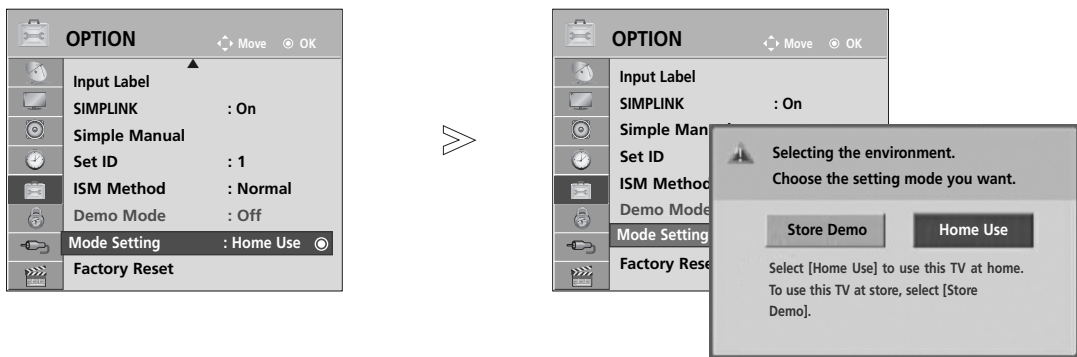 OPTION
Move OK
Input Label
SIMPLINK : On
Simple Manual
Set ID : 1
ISM Method : Normal
Demo Mode : Off
Mode Setting : Home Use
Factory Reset
OPTION
Move OK
Input Label
SIMPLINK : On
Simple Man
Set ID
ISM Method
Demo Mode
Mode Setting
Factory Rese
Selecting the environment.
Choose the setting mode you want.
Store Demo Home Use
Select [Home Use] to use this TV at home.
To use this TV at store, select [Store
Demo].